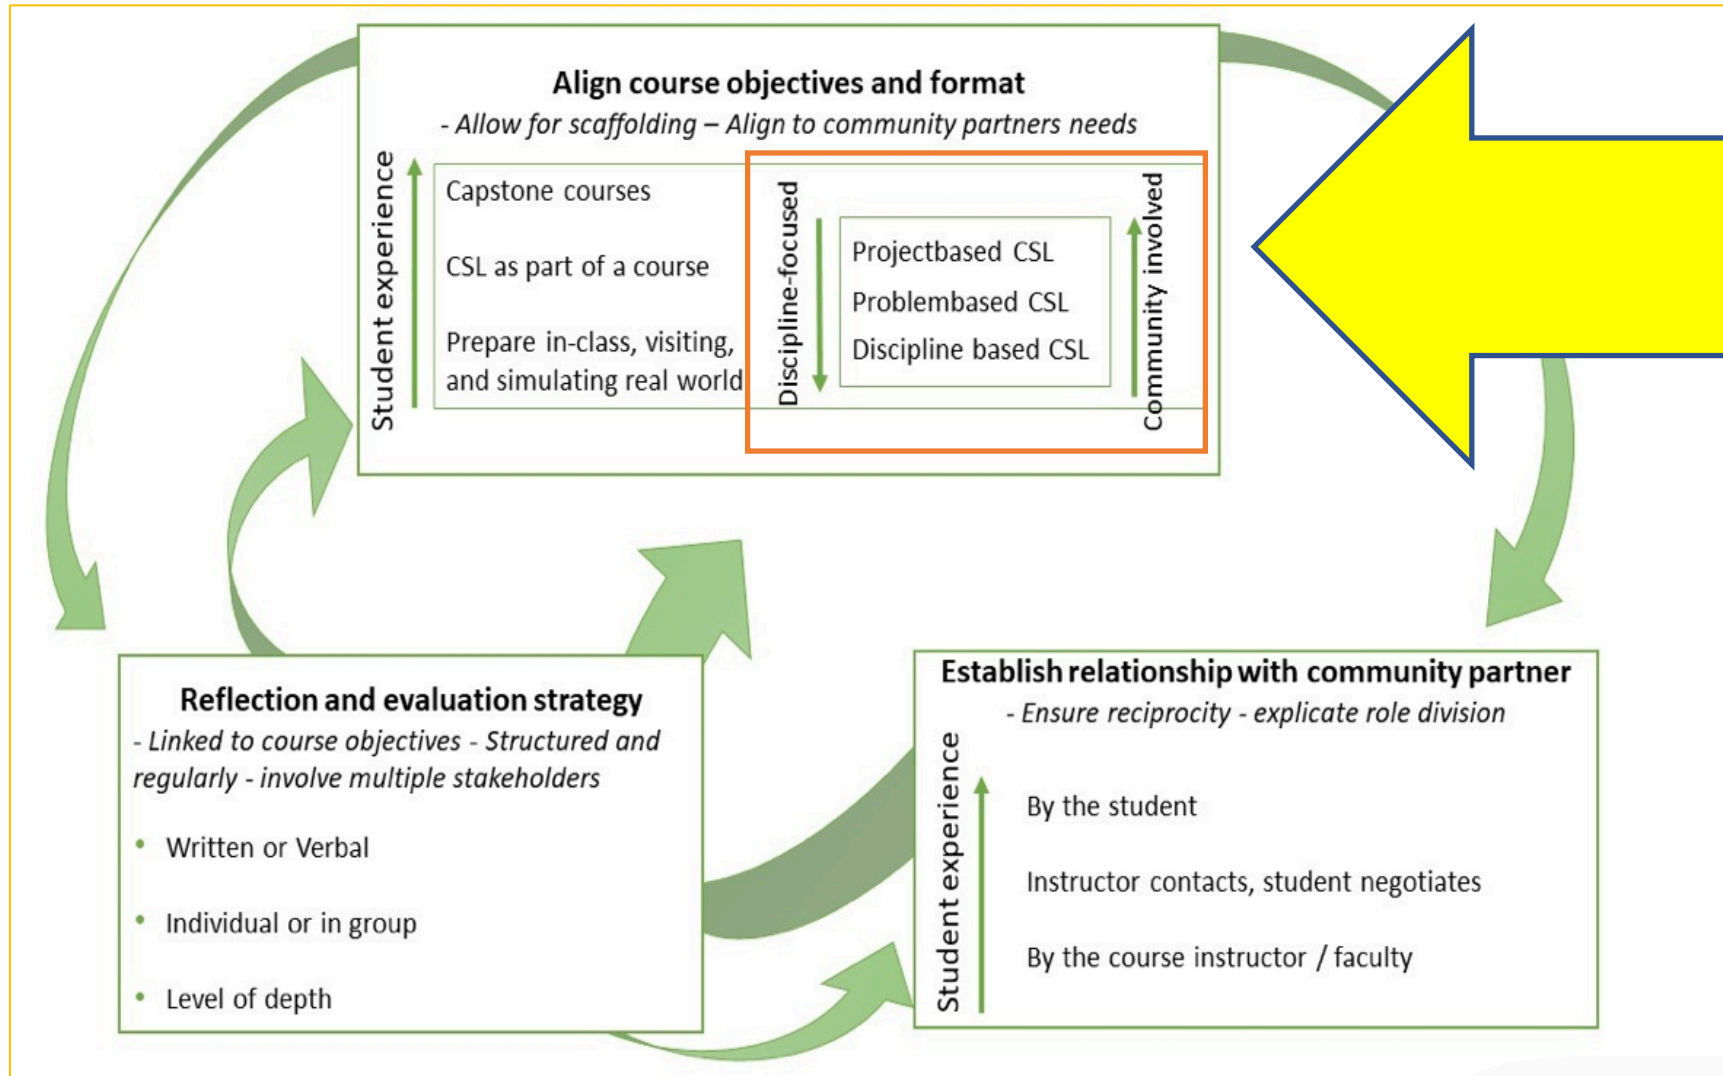 Align course objectives and format
- Allow for scaffolding – Align to community partners needs
Student experience
Capstone courses
CSL as part of a course
Prepare in-class, visiting,
and simulating real world
Discipline-focused
Projectbased CSL
Problembased CSL
Discipline based CSL
Community involved
Reflection and evaluation strategy
- Linked to course objectives - Structured and
regularly - involve multiple stakeholders
• Written or Verbal
• Individual or in group
• Level of depth
Establish relationship with community partner
- Ensure reciprocity - explicate role division
Student experience
By the student
Instructor contacts, student negotiates
By the course instructor / faculty